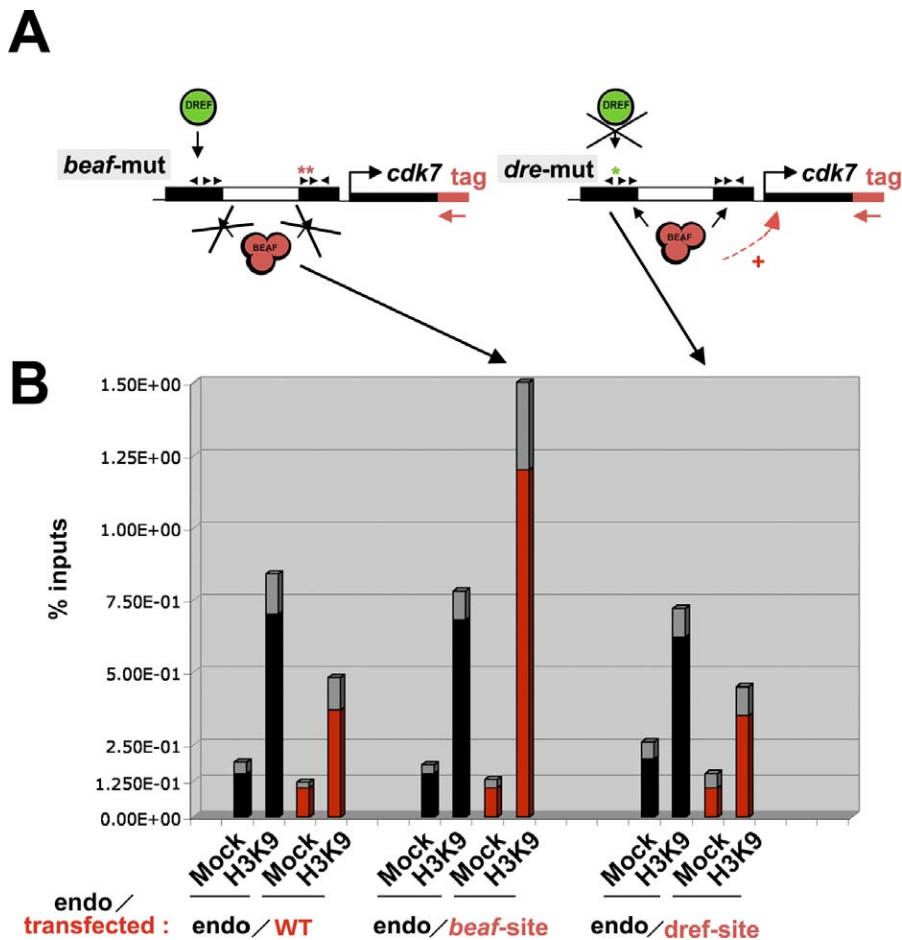 A
DREF
beaf-mut
**
cdk7
tag
BEAF
DREF
dre-mut
*
cdk7
tag
BEAF
+
B
% inputs
1.50E+00
1.25E+00
1.00E+00
7.50E-01
5.00E-01
2.50E-01
1.250E-01
0.00E+00
Mock H3K9 Mock H3K9 Mock H3K9 Mock H3K9 Mock H3K9 Mock H3K9
endo/
transfected : endo/WT endo/beaf-site endo/dref-site